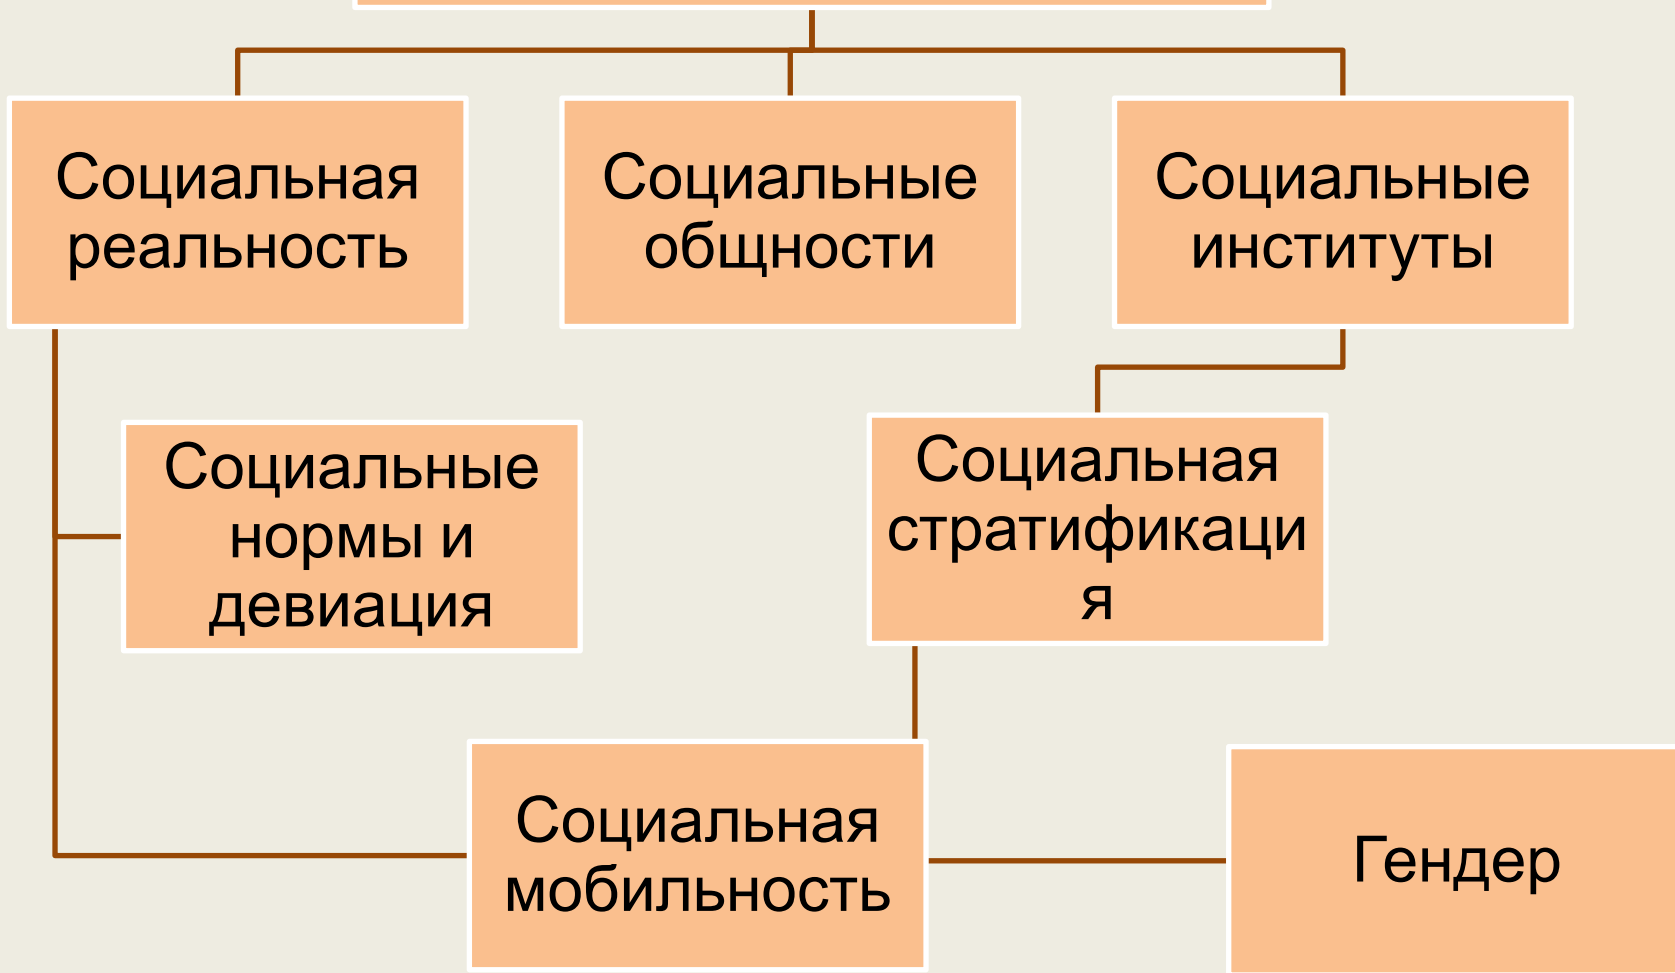 Социальная
реальность
Социальные
общности
Социальные
институты
Социальные
нормы и
девиация
Социальная
стратификаци
я
Социальная
мобильность
Гендер